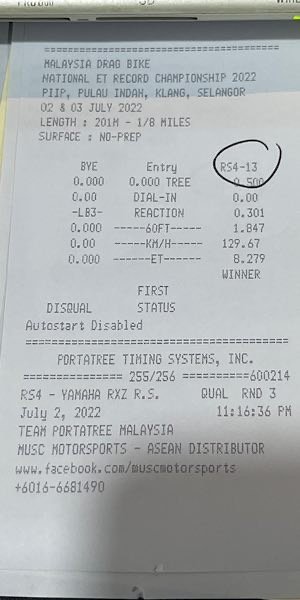 ==============================
MALAYSIA DRAG BIKE
NATIONAL ET RECORD CHAMPIONSHIP 2022
PIIP, PULAU INDAH, KLANG, SELANGOR
02 & 03 JULY 2022
LENGTH : 201M - 1/8 MILES
SURFACE : NO-PREP
BYE Entry RS4-13
0.000 0.000 TREE 0.500
0.00 DIAL-IN 0.00
-LB3- REACTION 0.301
0.000 -----60FT----- 1.847
0.00 -----KM/H----- 129.67
0.000 ------ET------ 8.279
WINNER
FIRST
DISQUAL STATUS
Autostart Disabled
==============================
PORTATREE TIMING SYSTEMS, INC.
============ 255/256 ==========600214
RS4 - YAMAHA RXZ R.S. QUAL RND 3
July 2, 2022 11:16:36 PM
TEAM PORTATREE MALAYSIA
MUSC MOTORSPORTS - ASEAN DISTRIBUTOR
www.facebook.com/muscmotorsports
+6016-6681490